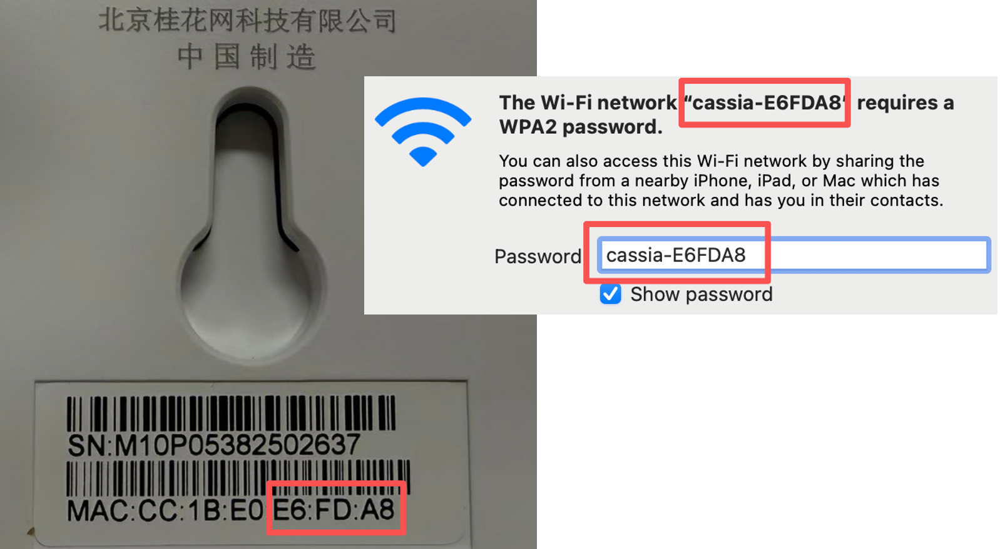 北京桂花网科技有限公司
中国制造
The Wi-Fi network “cassia-E6FDA8” requires a
WPA2 password.
You can also access this Wi-Fi network by sharing the
password from a nearby iPhone, iPad, or Mac which has
connected to this network and has you in their contacts.
Password
cassia-E6FDA8
Show password
SN:M10P05382502637
MAC:CC:1B:E0:E6:FD:A8